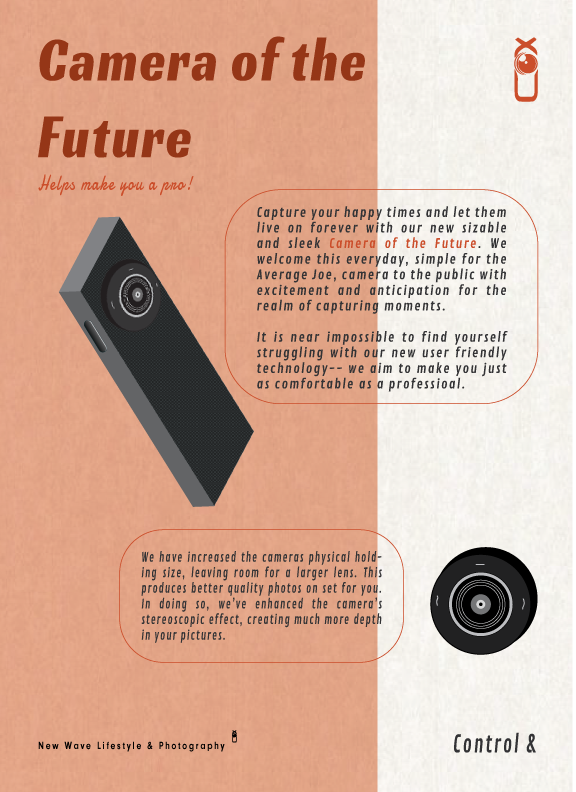 Camera of the
Future
Helps make you a pro!
Capture your happy times and let them
live on forever with our new sizable
and sleek Camera of the Future. We
welcome this everyday, simple for the
Average Joe, camera to the public with
excitement and anticipation for the
realm of capturing moments.
It is near impossible to find yourself
struggling with our new user friendly
technology-- we aim to make you just
as comfortable as a professioal.
We have increased the cameras physical hold-
ing size, leaving room for a larger lens. This
produces better quality photos on set for you.
In doing so, we've enhanced the camera's
stereoscopic effect, creating much more depth
in your pictures.
New Wave Lifestyle & Photography
Control &